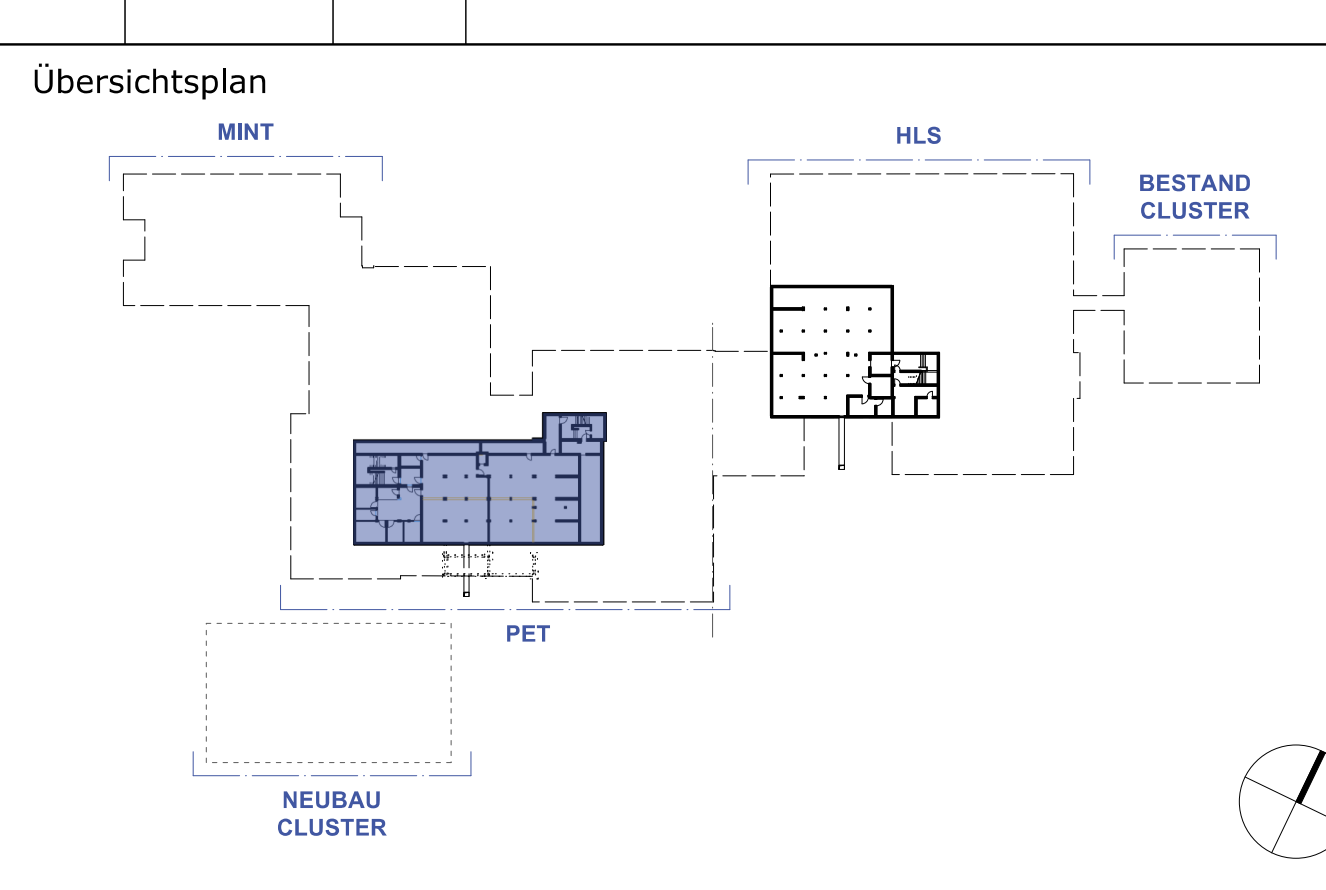 Übersichtsplan
MINT
HLS
BESTAND
CLUSTER
PET
NEUBAU
CLUSTER